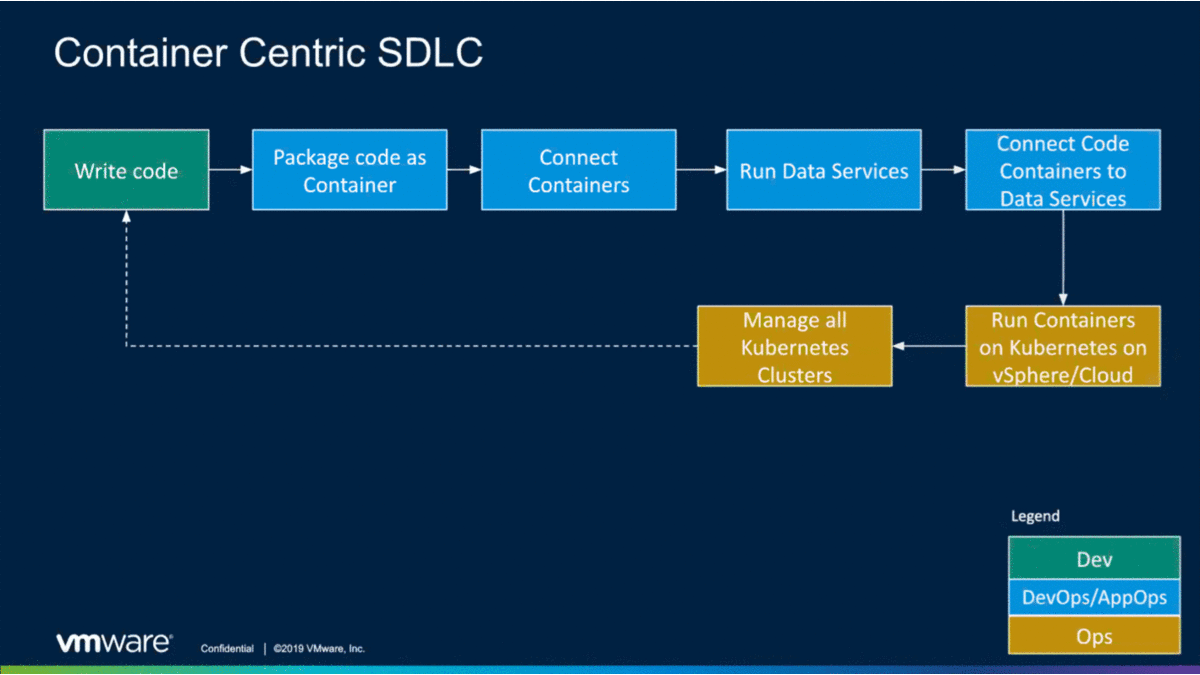 Container Centric SDLC
Write code
Package code as
Container
Connect
Containers
Run Data Services
Connect Code
Containers to
Data Services
Manage all
Kubernetes
Clusters
Run Containers
on Kubernetes on
vSphere/Cloud
Legend
Dev
DevOps/AppOps
Ops
vmware®
Confidential | ©2019 VMware, Inc.